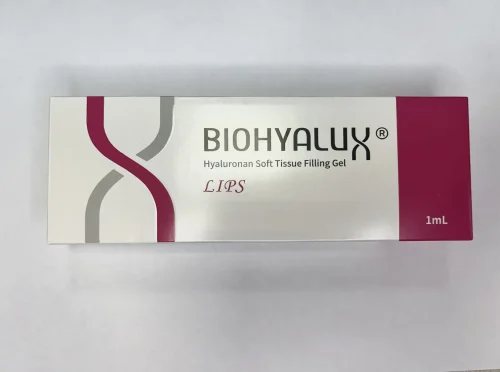 BIOHYALUX®
Hyaluronan Soft Tissue Filling Gel
LIPS
1mL